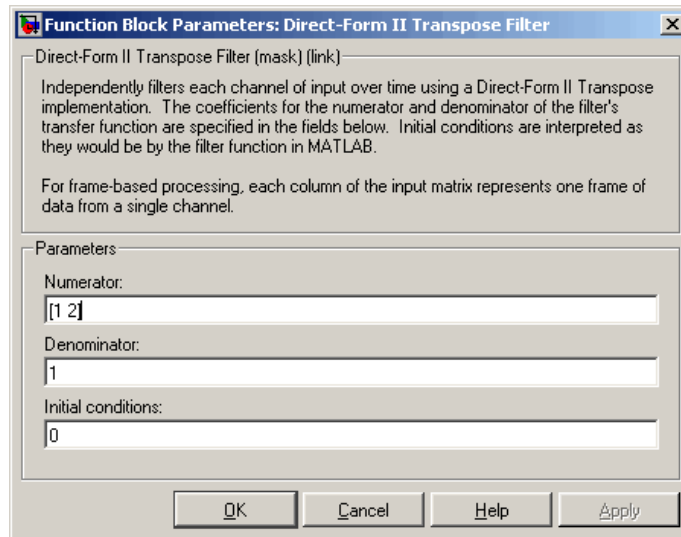 Function Block Parameters: Direct-Form II Transpose Filter
Direct-Form II Transpose Filter (mask) (link)
Independently filters each channel of input over time using a Direct-Form II Transpose
implementation. The coefficients for the numerator and denominator of the filter's
transfer function are specified in the fields below. Initial conditions are interpreted as
they would be by the filter function in MATLAB.
For frame-based processing, each column of the input matrix represents one frame of
data from a single channel.
Parameters
Numerator:
[1 2]
Denominator:
1
Initial conditions:
0
OK Cancel Help Apply